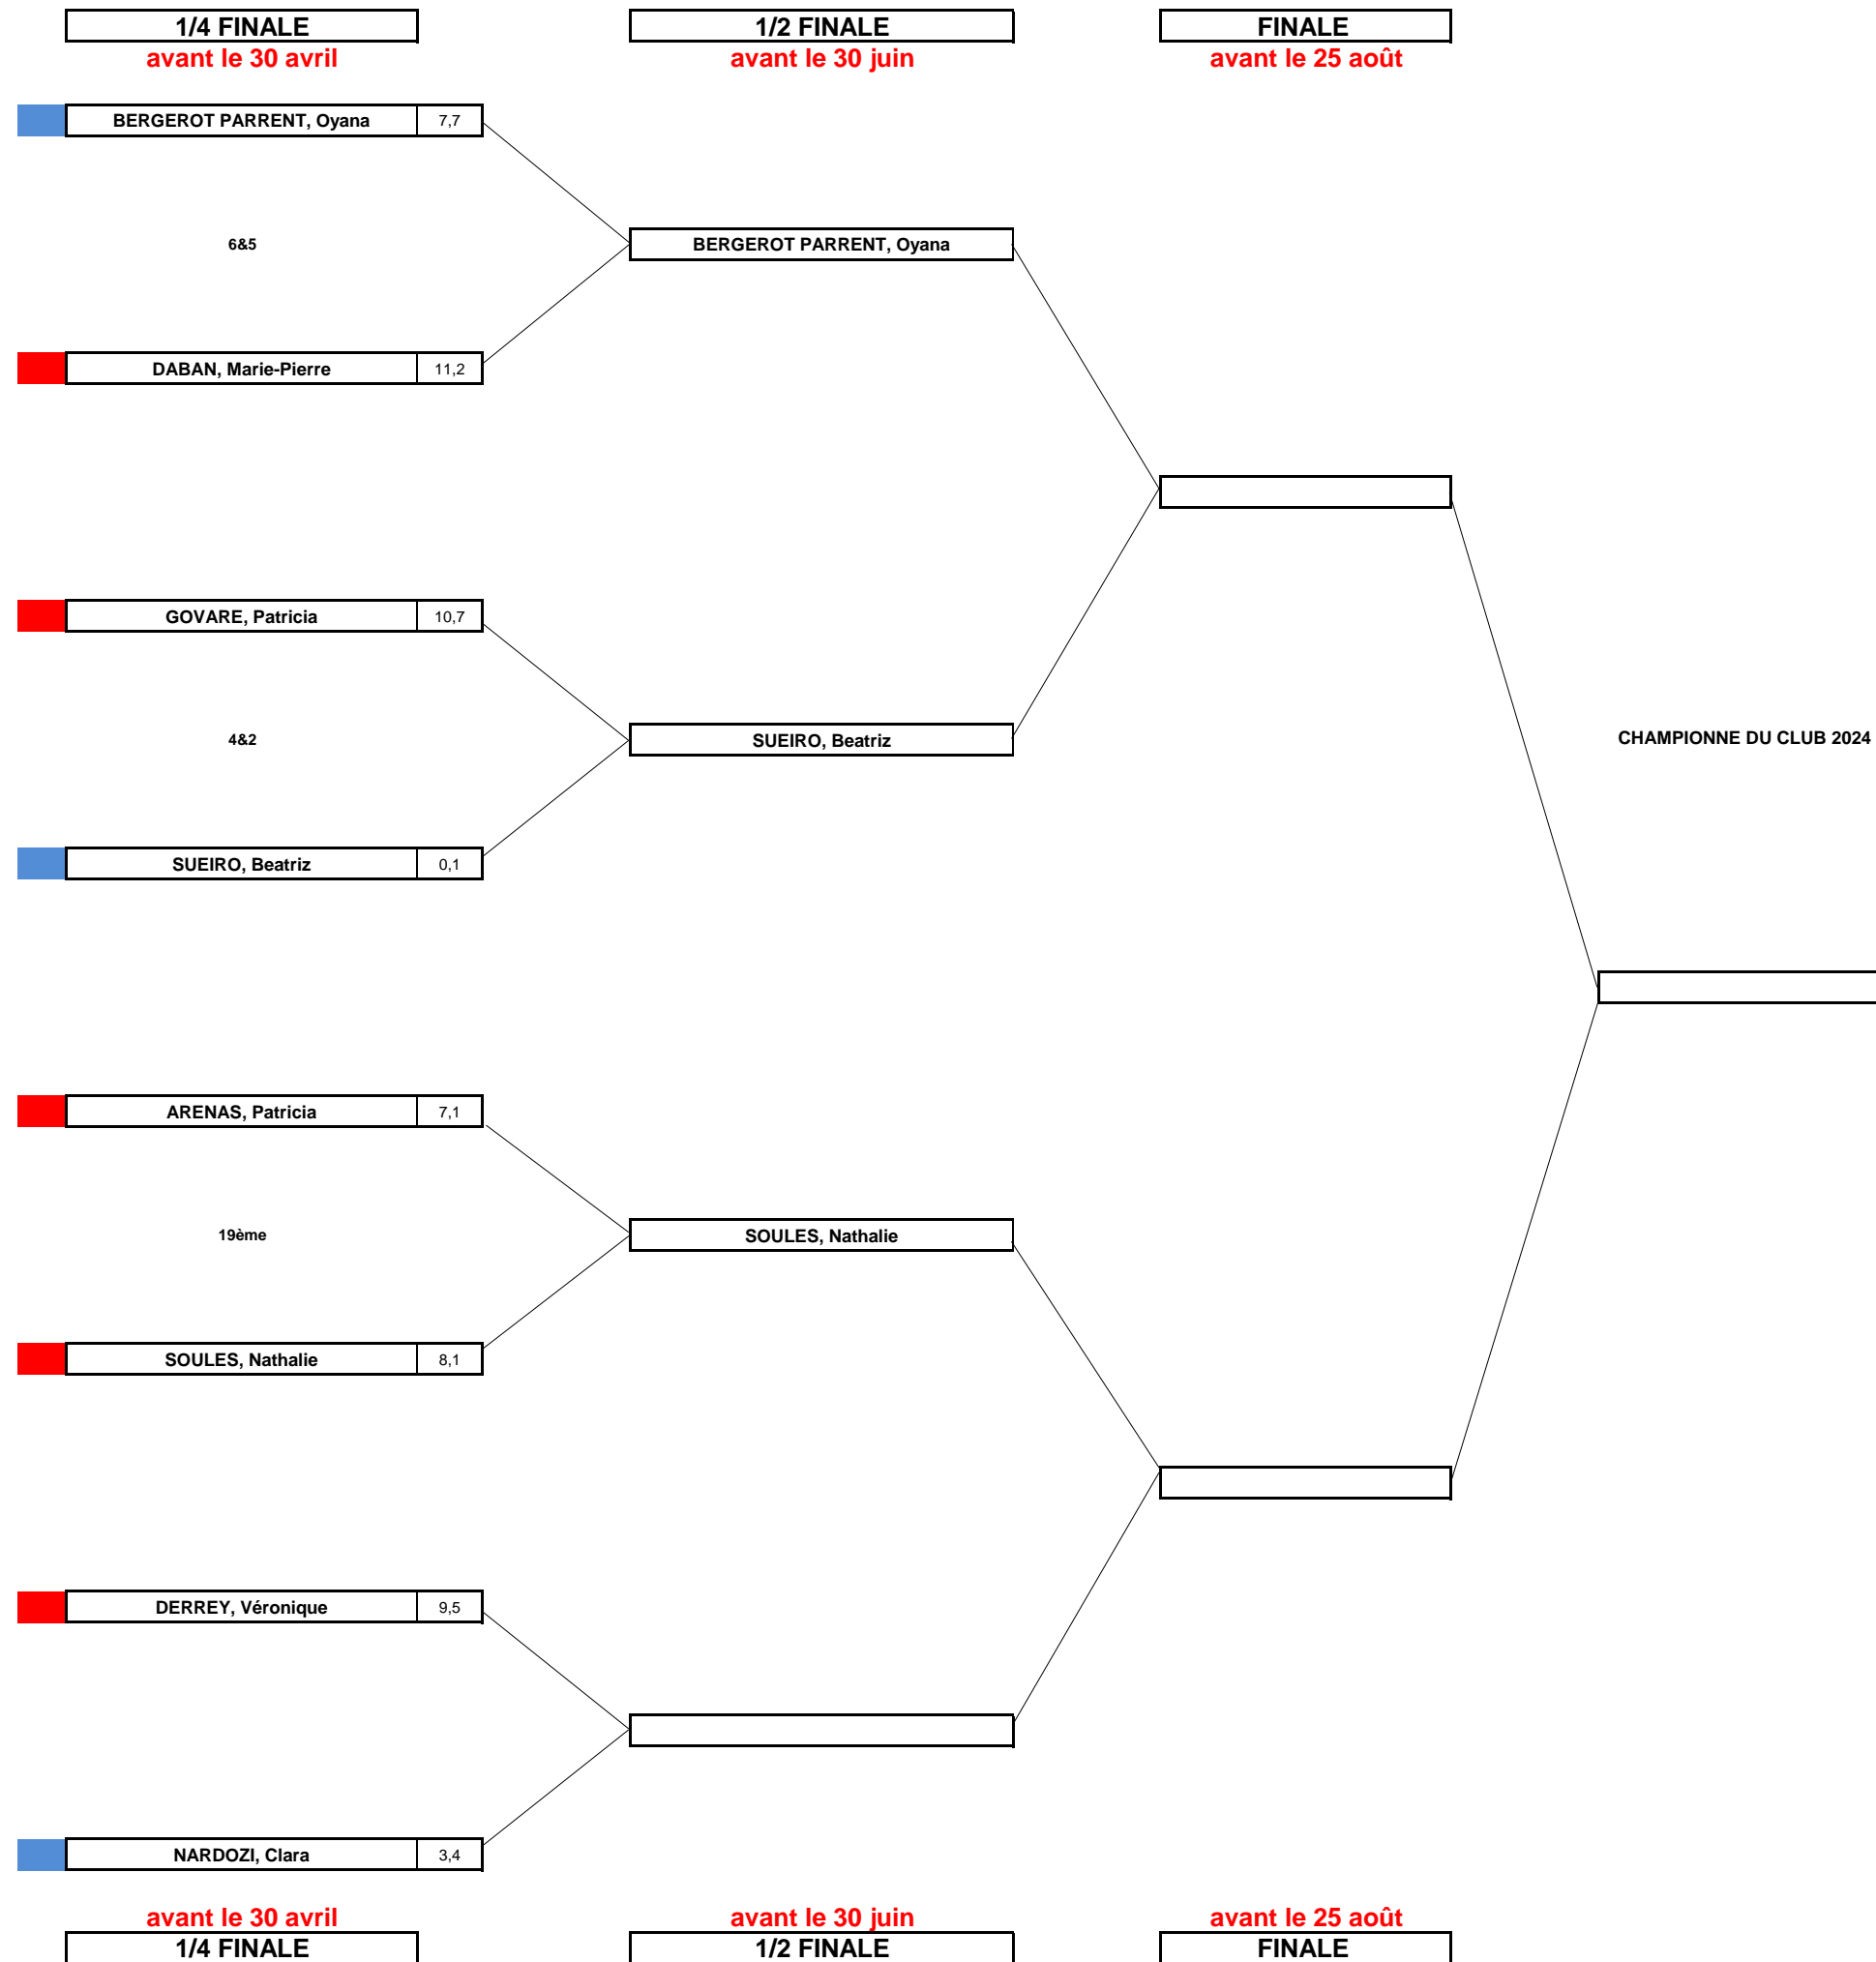 1/4 FINALE
1/2 FINALE
FINALE
avant le 30 avril
avant le 30 juin
avant le 25 août
BERGEROT PARRENT, Oyana 7,7
6&5
BERGEROT PARRENT, Oyana
DABAN, Marie-Pierre 11,2
GOVARE, Patricia 10,7
4&2
SUEIRO, Beatriz
CHAMPIONNE DU CLUB 2024
SUEIRO, Beatriz 0,1
ARENAS, Patricia 7,1
19ème
SOULES, Nathalie
SOULES, Nathalie 8,1
DERREY, Véronique 9,5
NARDOZI, Clara 3,4
avant le 30 avril
avant le 30 juin
avant le 25 août
1/4 FINALE
1/2 FINALE
FINALE